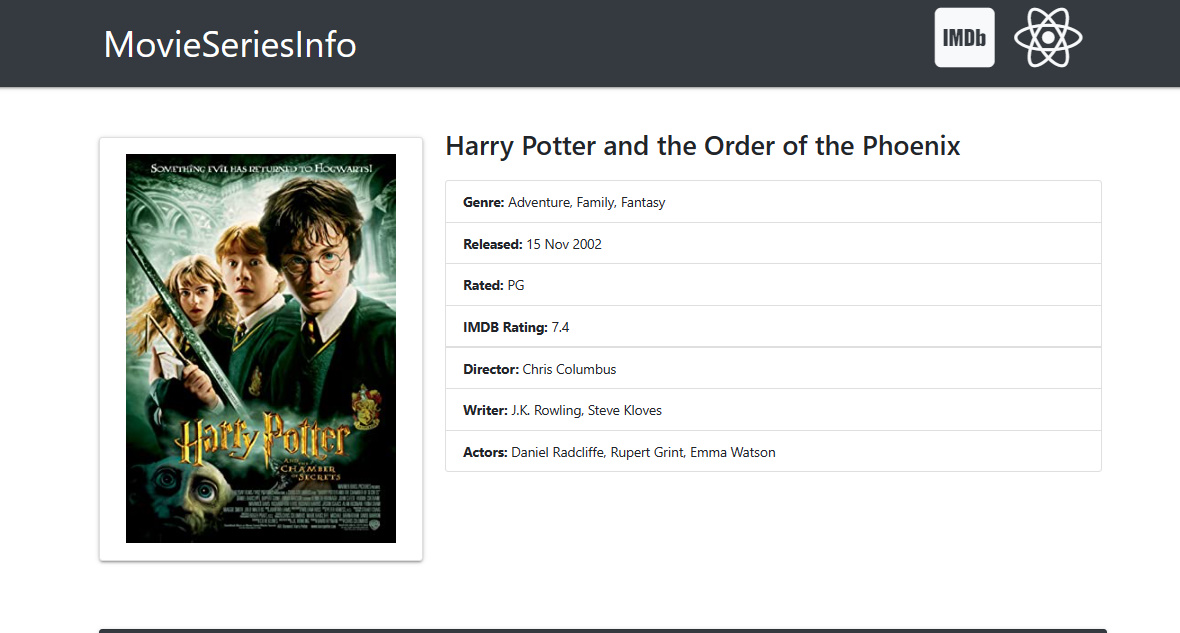 MovieSeriesInfo
IMDb
Harry Potter and the Order of the Phoenix
SOMETHING EVIL HAS RETURNED TO HOGWARTS!
Harry Potter
AND THE
CHAMBER
OF SECRETS
Genre: Adventure, Family, Fantasy
Released: 15 Nov 2002
Rated: PG
IMDB Rating: 7.4
Director: Chris Columbus
Writer: J.K. Rowling, Steve Kloves
Actors: Daniel Radcliffe, Rupert Grint, Emma Watson